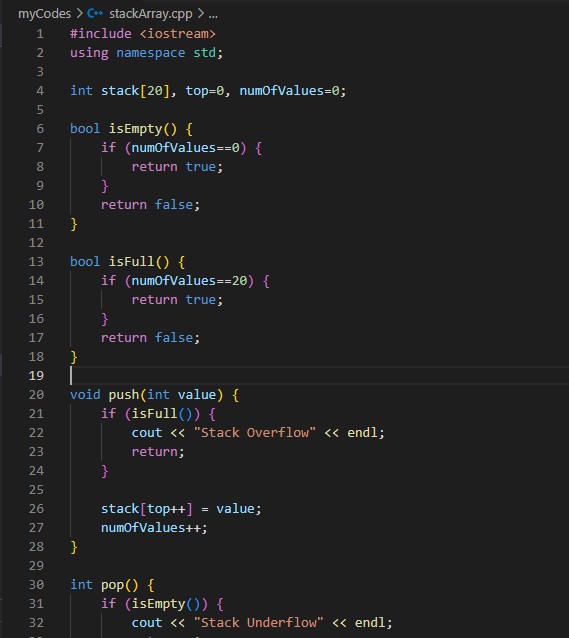 myCodes > C++ stackArray.cpp > ...
1 #include <iostream>
2 using namespace std;
3
4 int stack[20], top=0, numOfValues=0;
5
6 bool isEmpty() {
7     if (numOfValues==0) {
8         return true;
9     }
10     return false;
11 }
12
13 bool isFull() {
14     if (numOfValues==20) {
15         return true;
16     }
17     return false;
18 }
19
20 void push(int value) {
21     if (isFull()) {
22         cout << "Stack Overflow" << endl;
23         return;
24     }
25
26     stack[top++] = value;
27     numOfValues++;
28 }
29
30 int pop() {
31     if (isEmpty()) {
32         cout << "Stack Underflow" << endl;